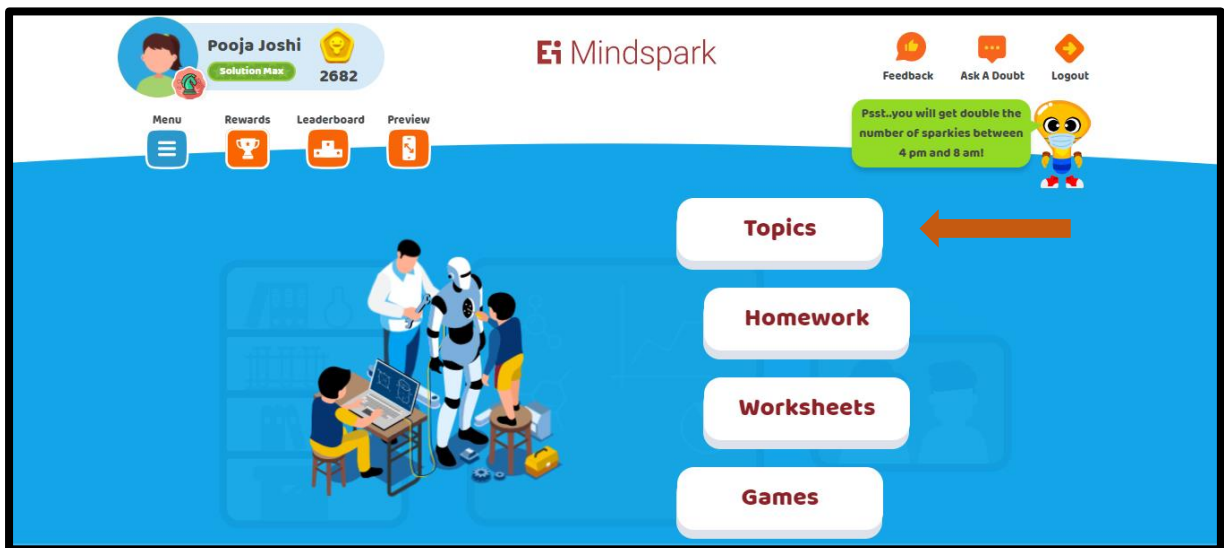 Pooja Joshi
Solution Max
2682
Ei Mindspark
Feedback
Ask A Doubt
Logout
Menu
Rewards
Leaderboard
Preview
Psst..you will get double the
number of sparkies between
4 pm and 8 am!
Topics
Homework
Worksheets
Games